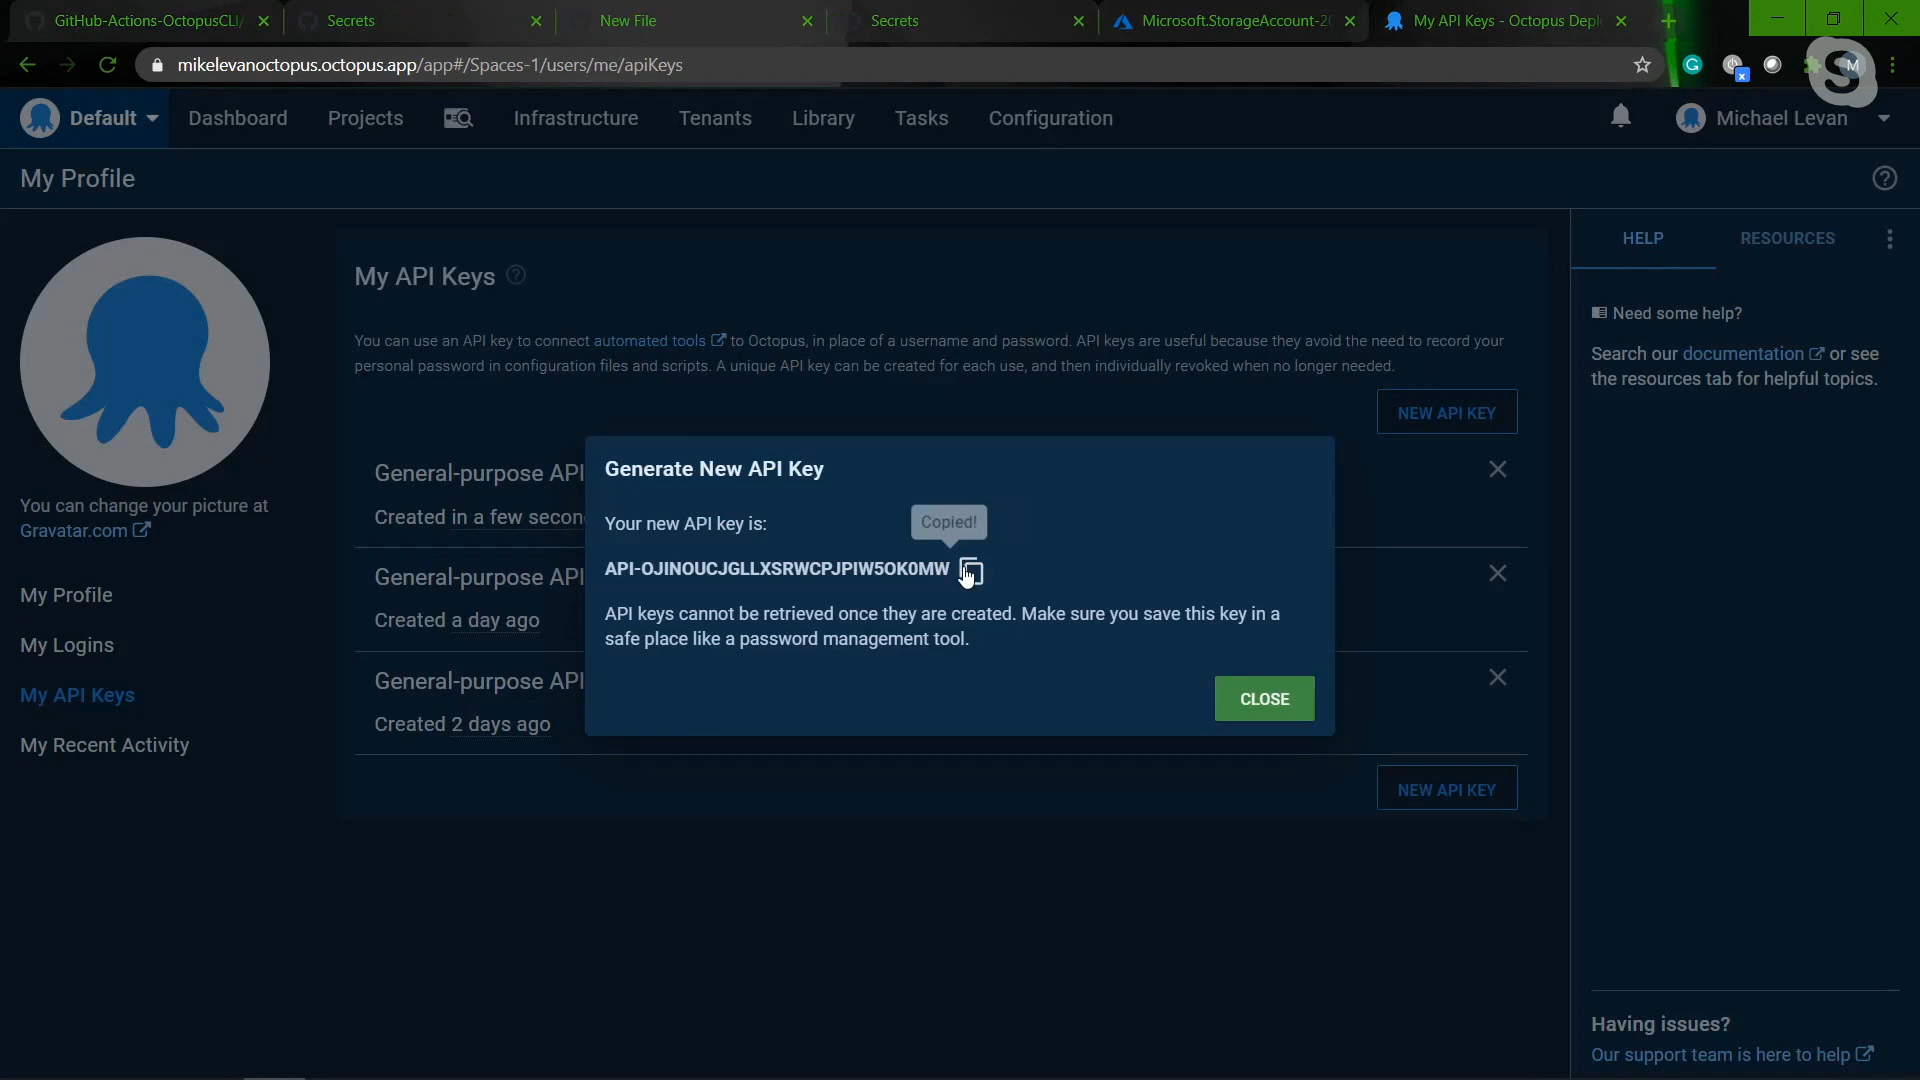 GitHub-Actions-OctopusCLI/
Secrets
New File
Secrets
Microsoft.StorageAccount-20
My API Keys - Octopus Depl
mikelevanoctopus.octopus.app/app#/Spaces-1/users/me/apiKeys
M
Default
Dashboard
Projects
Infrastructure
Tenants
Library
Tasks
Configuration
Michael Levan
My Profile
HELP
RESOURCES
My API Keys
You can use an API key to connect automated tools to Octopus, in place of a username and password. API keys are useful because they avoid the need to record your
personal password in configuration files and scripts. A unique API key can be created for each use, and then individually revoked when no longer needed.
NEW API KEY
Need some help?
Search our documentation or see
the resources tab for helpful topics.
General-purpose API
Created in a few secon
General-purpose API
Created a day ago
General-purpose API
Created 2 days ago
NEW API KEY
Generate New API Key
Your new API key is:
Copied!
API-OJINOUCJGLLXSRWCPJPIW5OK0MW
API keys cannot be retrieved once they are created. Make sure you save this key in a
safe place like a password management tool.
CLOSE
You can change your picture at
Gravatar.com
My Profile
My Logins
My API Keys
My Recent Activity
Having issues?
Our support team is here to help